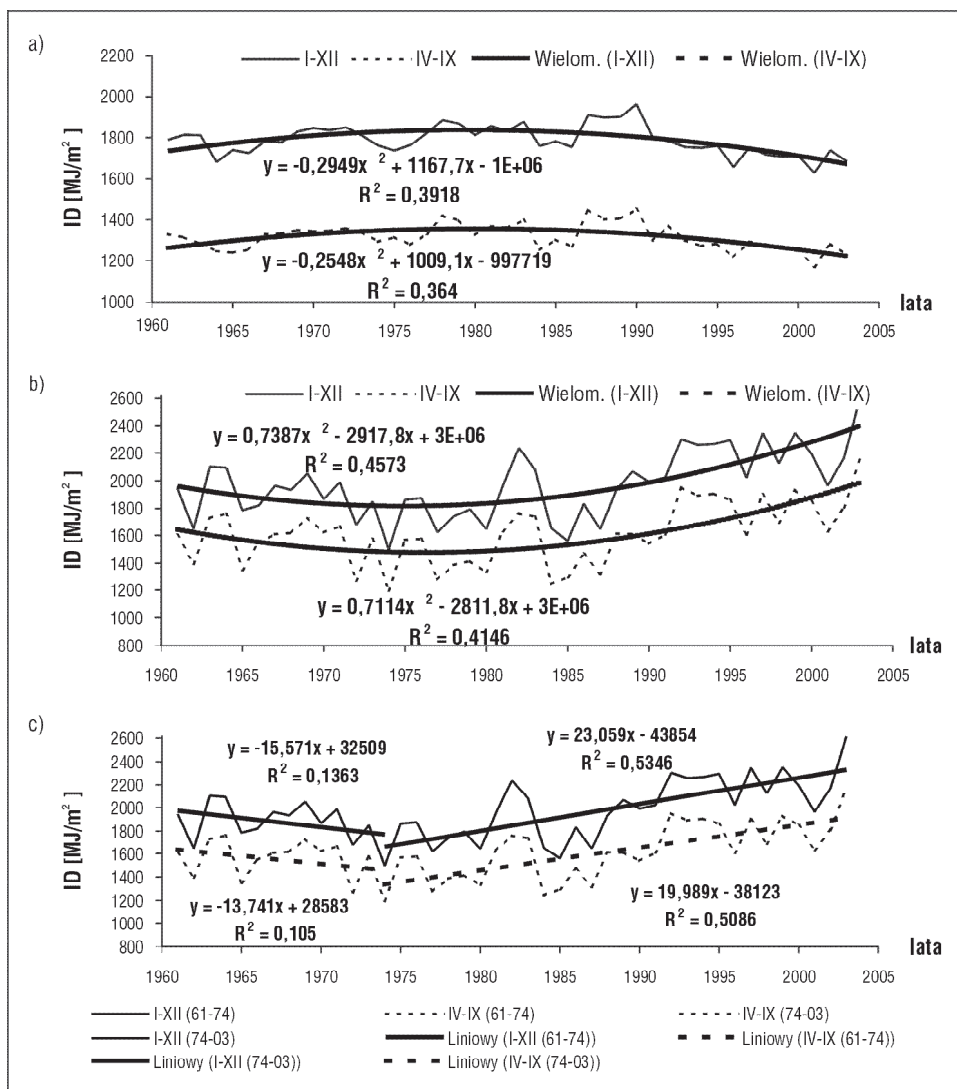 a)
I-XII IV-IX Wielom. (I-XII) Wielom. (IV-IX)
2200
2000
1800
1600
1400
1200
1000
ID [MJ/m²]
y = -0,2949x² + 1167,7x - 1E+06
R² = 0,3918
y = -0,2548x² + 1009,1x - 997719
R² = 0,364
1960 1965 1970 1975 1980 1985 1990 1995 2000 2005
lata
b)
I-XII IV-IX Wielom. (I-XII) Wielom. (IV-IX)
2600
2400
2200
2000
1800
1600
1400
1200
1000
800
ID [MJ/m²]
y = 0,7387x² - 2917,8x + 3E+06
R² = 0,4573
y = 0,7114x² - 2811,8x + 3E+06
R² = 0,4146
1960 1965 1970 1975 1980 1985 1990 1995 2000 2005
lata
c)
2600
2400
2200
2000
1800
1600
1400
1200
1000
800
ID [MJ/m²]
y = -15,571x + 32509
R² = 0,1363
y = 23,059x - 43854
R² = 0,5346
y = -13,741x + 28583
R² = 0,105
y = 19,989x - 38123
R² = 0,5086
1960 1965 1970 1975 1980 1985 1990 1995 2000 2005
lata
I-XII (61-74) IV-IX (61-74) IV-IX (74-03)
I-XII (74-03) Liniowy (I-XII (61-74)) Liniowy (IV-IX (61-74))
Liniowy (I-XII (74-03)) Liniowy (IV-IX (74-03))